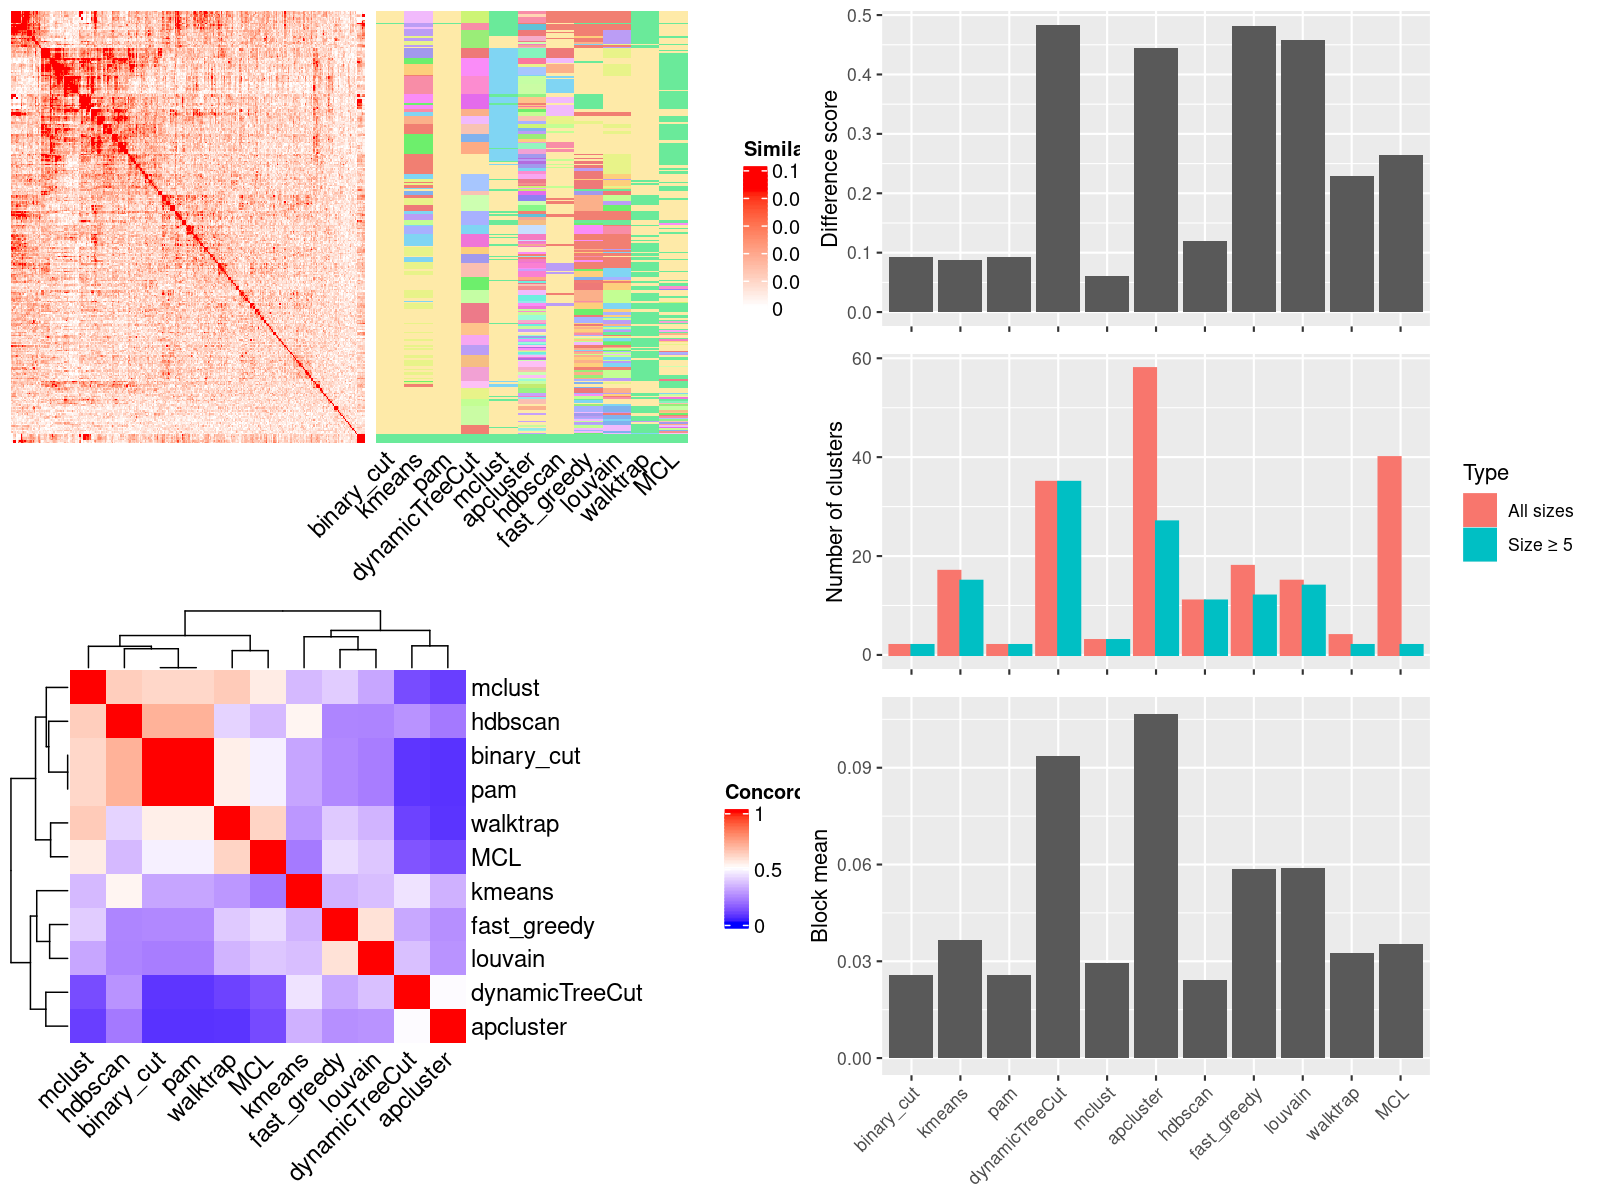 Simila
0.1
0.0
0.0
0.0
0.0
0
binary_cut
kmeans
pam
dynamicTreeCut
mclust
apcluster
hdbscan
fast_greedy
louvain
walktrap
MCL
mclust
hdbscan
binary_cut
pam
walktrap
MCL
kmeans
fast_greedy
louvain
dynamicTreeCut
apcluster
mclust
hdbscan
binary_cut
pam
walktrap
MCL
kmeans
fast_greedy
louvain
dynamicTreeCut
apcluster
Concord
1
0.5
0
Difference score
0.5
0.4
0.3
0.2
0.1
0.0
Number of clusters
60
40
20
0
Type
All sizes
Size ≥ 5
Block mean
0.09
0.06
0.03
0.00
binary_cut
kmeans
pam
dynamicTreeCut
mclust
apcluster
hdbscan
fast_greedy
louvain
walktrap
MCL